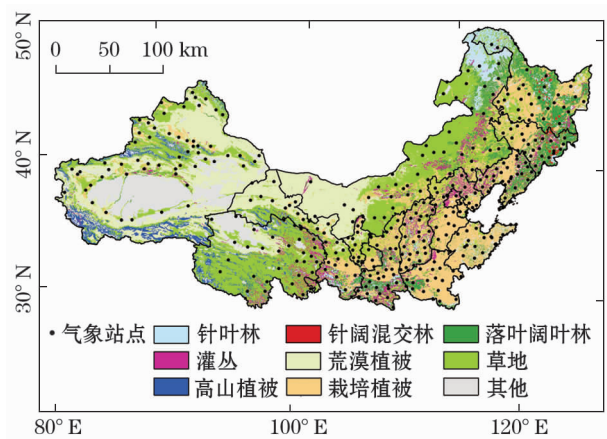 50° N
0 50 100 km
40° N
30° N
• 气象站点 针叶林 针阔混交林 落叶阔叶林
灌丛 荒漠植被 草地
高山植被 栽培植被 其他
80° E 100° E 120° E